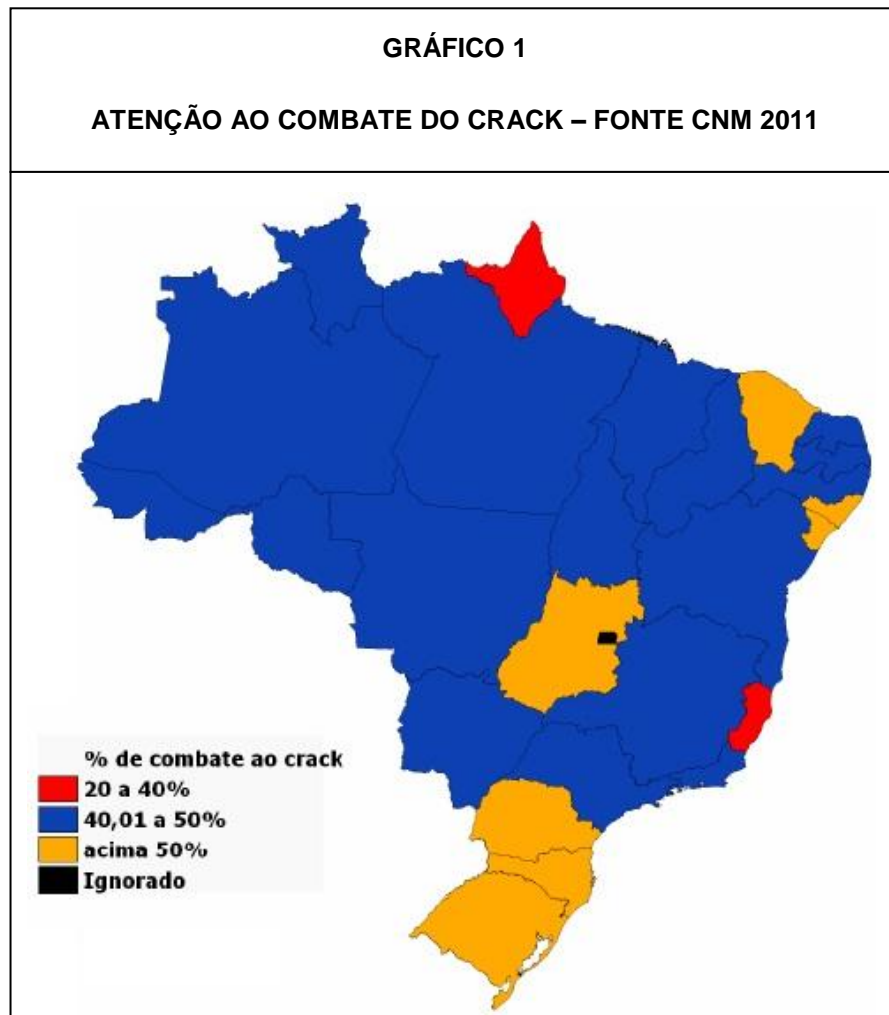 GRÁFICO 1
ATENÇÃO AO COMBATE DO CRACK – FONTE CNM 2011
% de combate ao crack
20 a 40%
40,01 a 50%
acima 50%
Ignorado